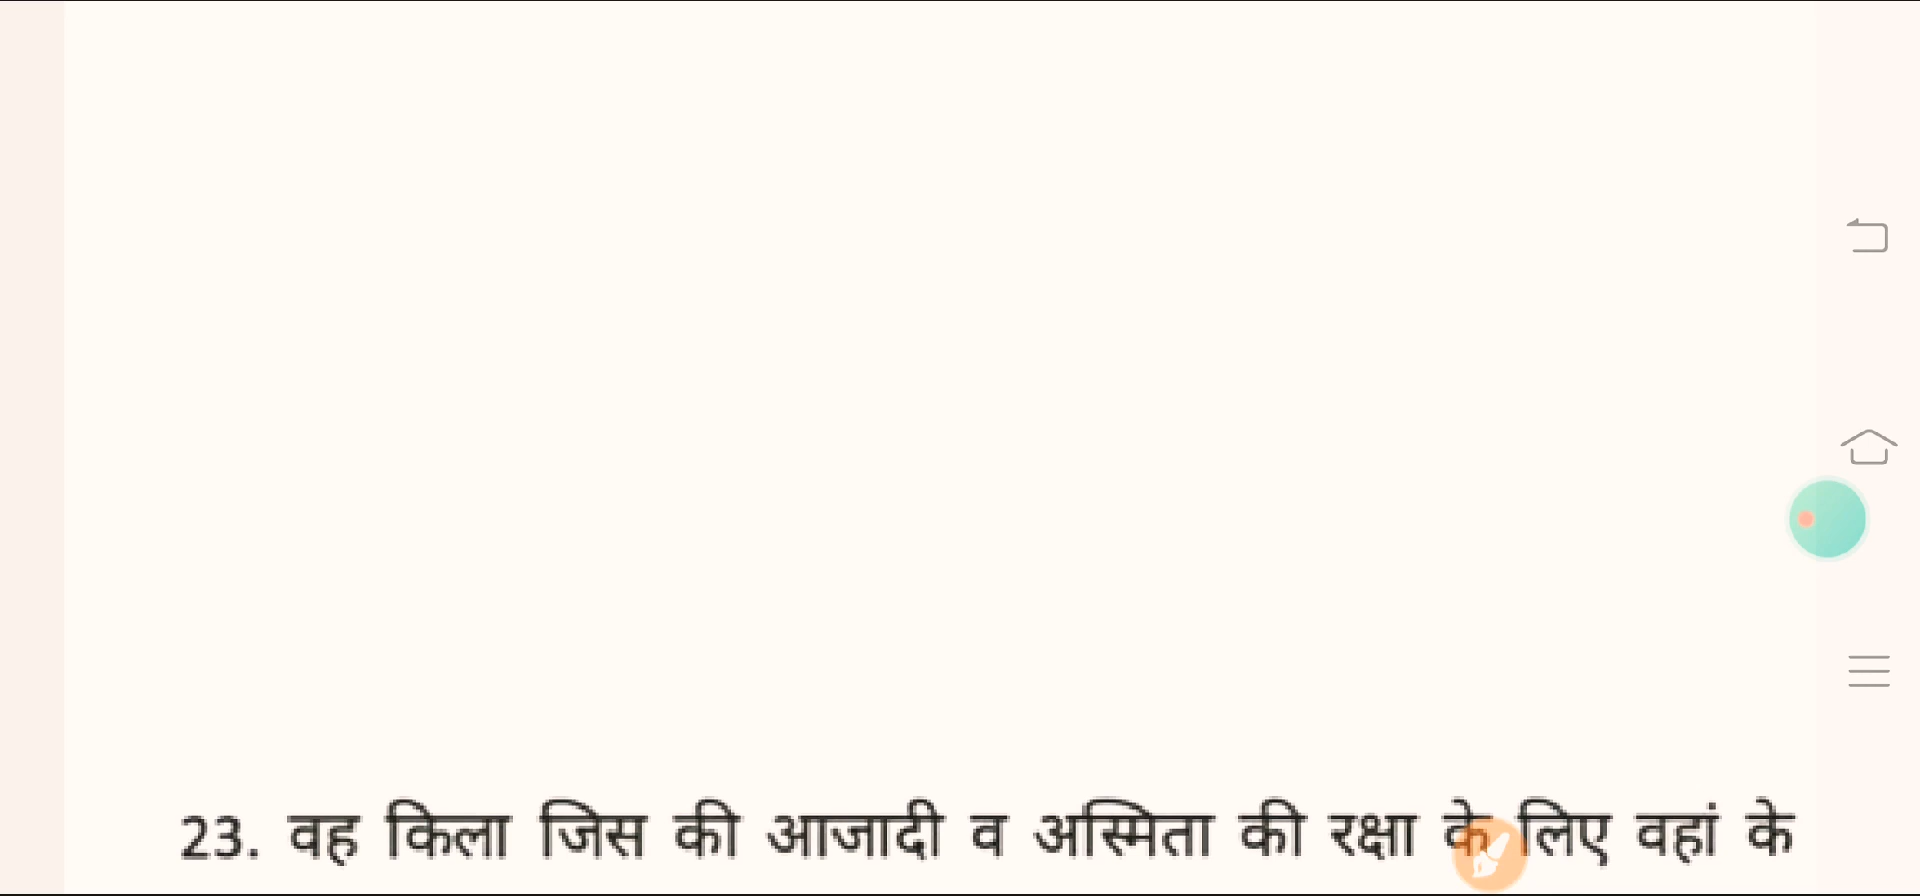 23. वह किला जिस की आजादी व अस्मिता की रक्षा के लिए वहां के